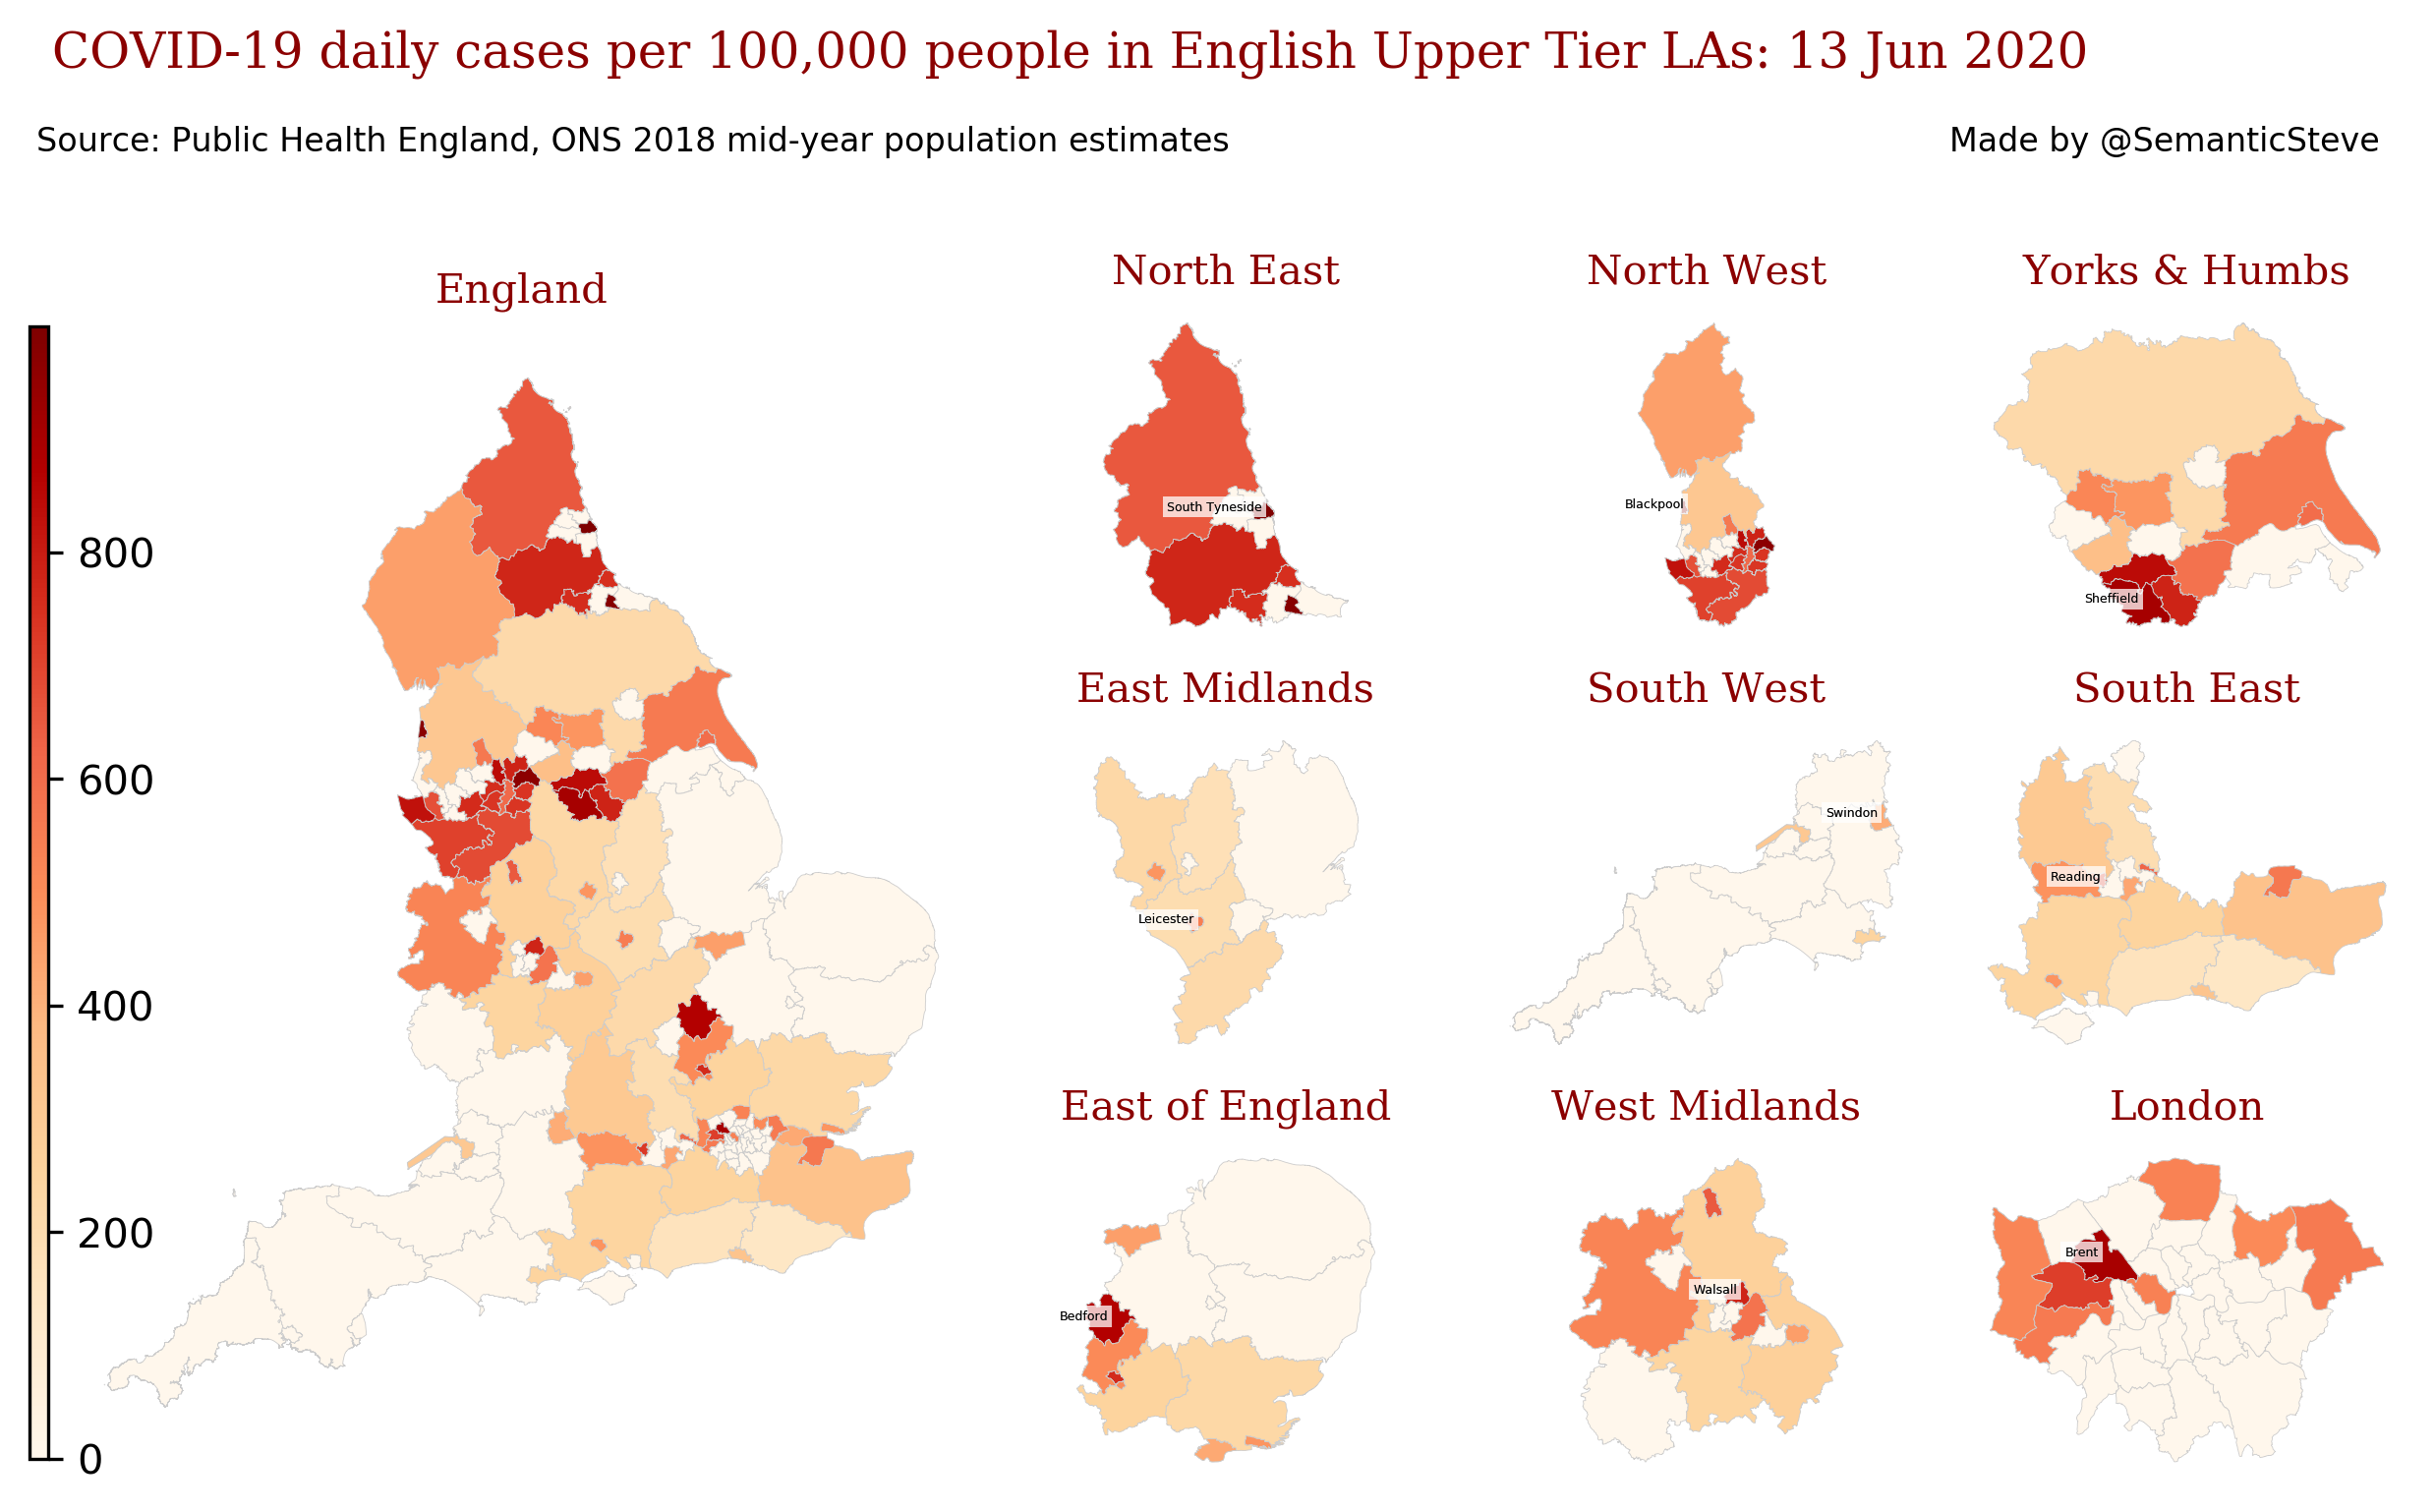 COVID-19 daily cases per 100,000 people in English Upper Tier LAs: 13 Jun 2020
Source: Public Health England, ONS 2018 mid-year population estimates
Made by @SemanticSteve
England
800
600
400
200
0
North East
South Tyneside
North West
Blackpool
Yorks & Humbs
Sheffield
East Midlands
Leicester
South West
Swindon
South East
Reading
East of England
Bedford
West Midlands
Walsall
London
Brent